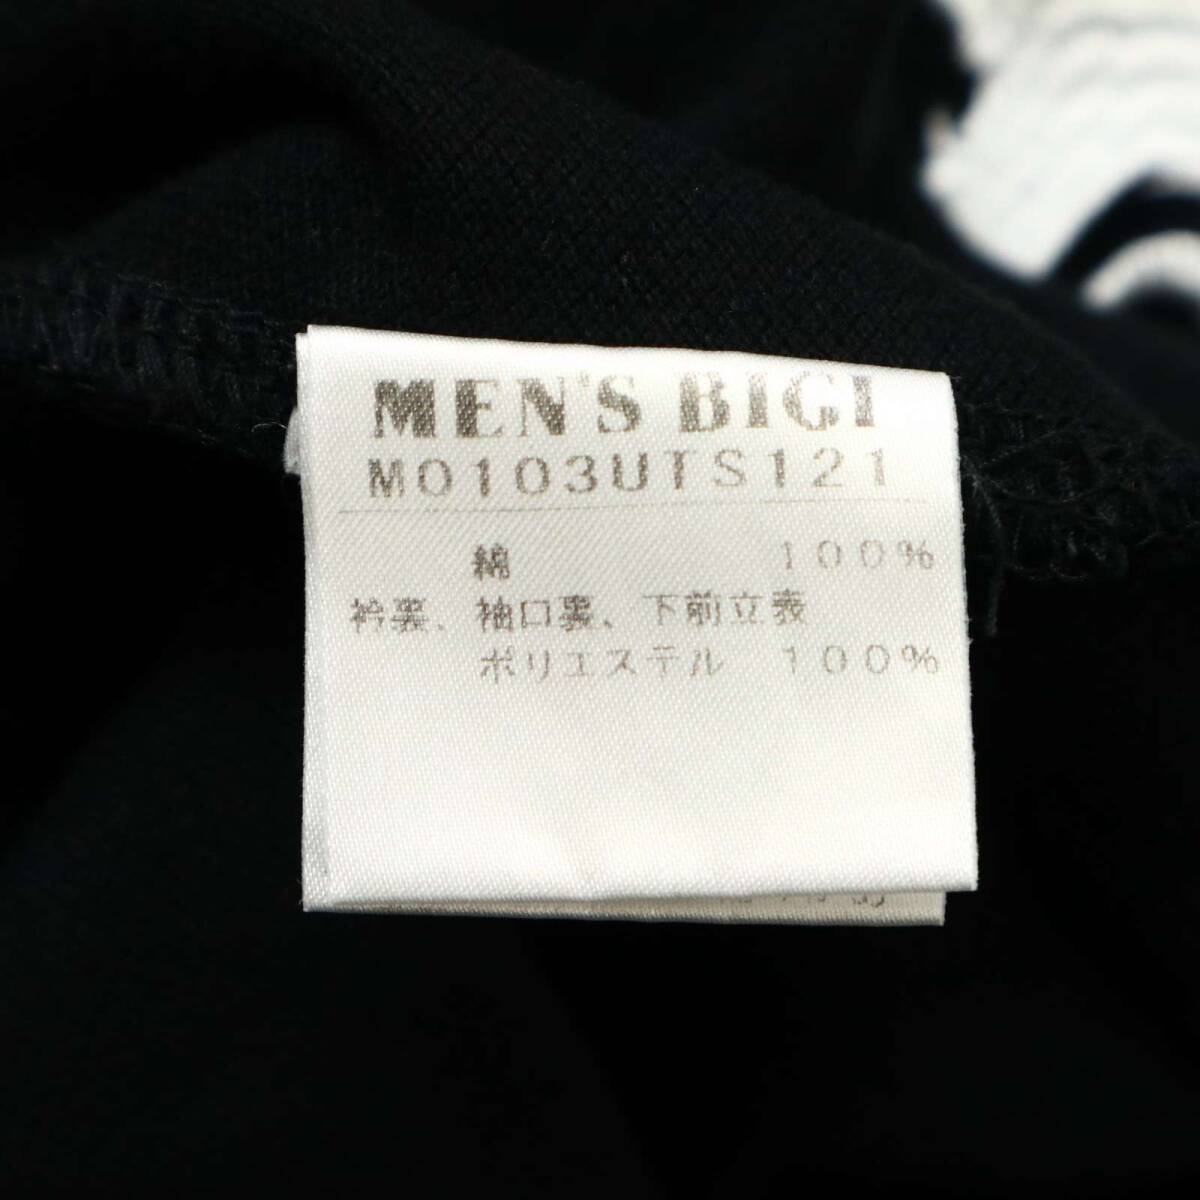 MEN'S BIGI
M0103UTS121
綿 100%
衿裏、袖口裏、下前立表
ポリエステル 100%